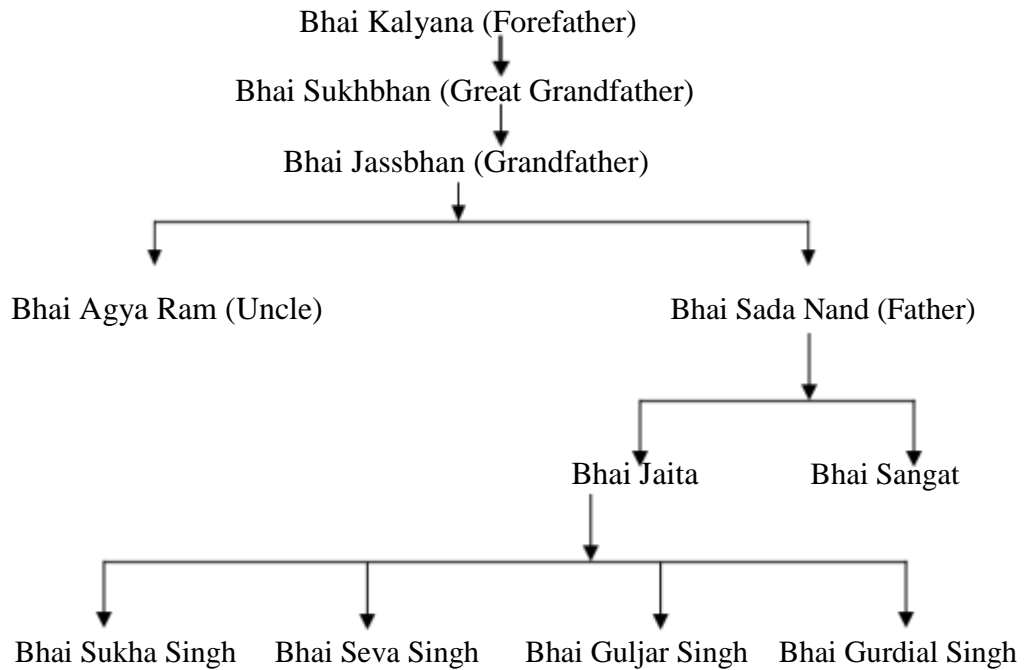 Bhai Kalyana (Forefather)
Bhai Sukhbhan (Great Grandfather)
Bhai Jassbhan (Grandfather)
Bhai Agya Ram (Uncle) Bhai Sada Nand (Father)
Bhai Jaita Bhai Sangat
Bhai Sukha Singh Bhai Seva Singh Bhai Guljar Singh Bhai Gurdial Singh